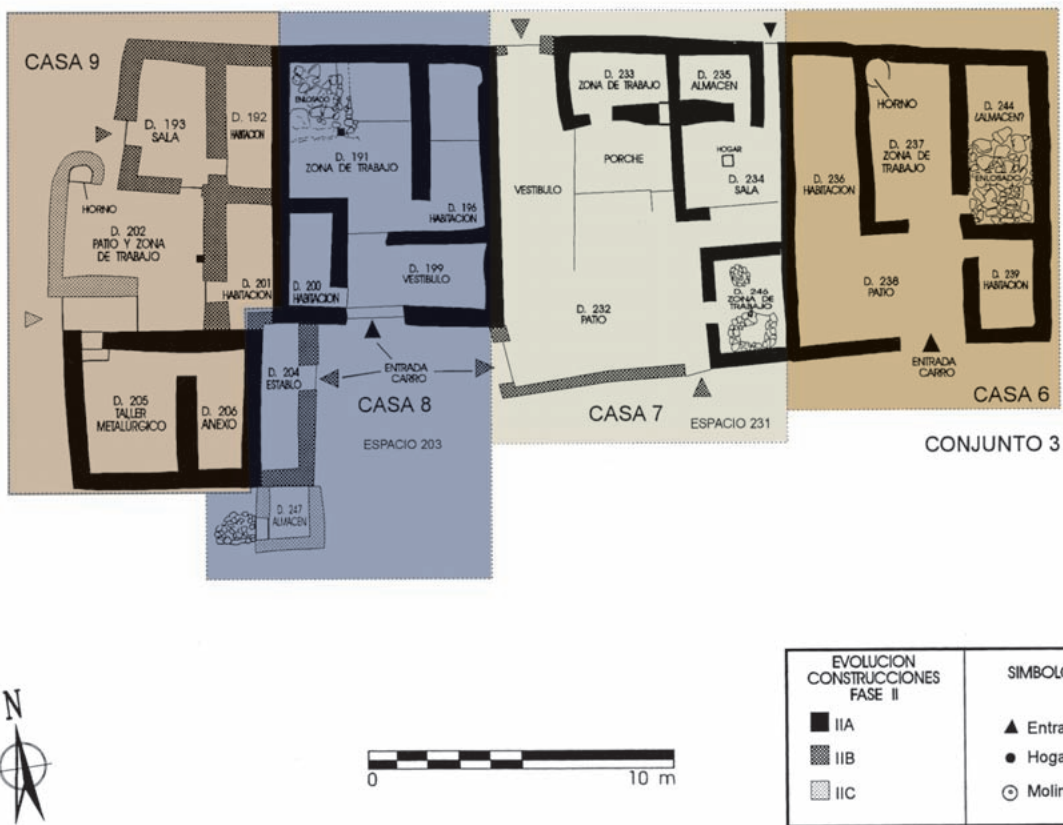 CASA 9
D. 193
SALA
D. 192
HABITACION
HORNO
D. 202
PATIO Y ZONA
DE TRABAJO
D. 201
HABITACION
D. 205
TALLER
METALURGICO
D. 206
ANEXO
ENLOSADO
D. 191
ZONA DE TRABAJO
D. 196
HABITACION
D. 200
HABITACION
D. 199
VESTIBULO
D. 204
ESTABLO
ENTRADA
CARRO
CASA 8
ESPACIO 203
D. 247
ALMACEN
D. 233
ZONA DE TRABAJO
D. 235
ALMACEN
VESTIBULO
PORCHE
HOGAR
D. 234
SALA
D. 232
PATIO
D. 246
ZONA DE
TRABAJO
CASA 7
ESPACIO 231
HORNO
D. 237
ZONA DE
TRABAJO
D. 244
¿ALMACEN?
ENLOSADO
D. 236
HABITACION
D. 238
PATIO
D. 239
HABITACION
ENTRADA
CARRO
CASA 6
CONJUNTO 3
N
0 10 m
EVOLUCION
CONSTRUCCIONES
FASE II
IIA
IIB
IIC
SIMBOLO
Entra
Hoga
Molin